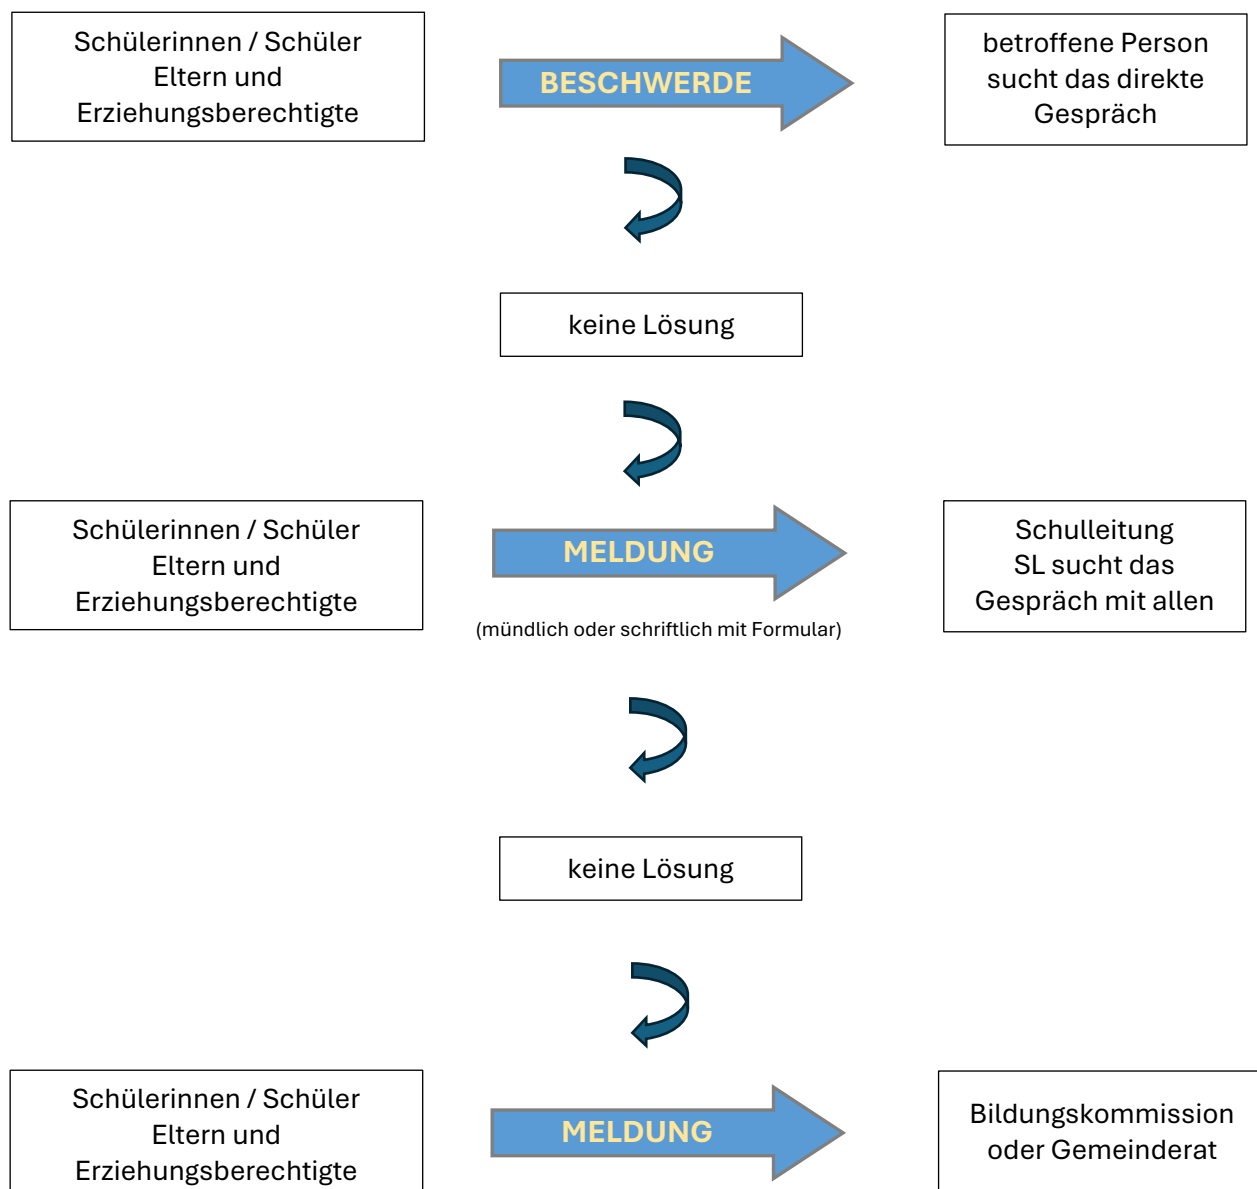 Schülerinnen / Schüler
Eltern und
Erziehungsberechtigte
BESCHWERDE
betroffene Person
sucht das direkte
Gespräch
keine Lösung
Schülerinnen / Schüler
Eltern und
Erziehungsberechtigte
MELDUNG
(mündlich oder schriftlich mit Formular)
Schulleitung
SL sucht das
Gespräch mit allen
keine Lösung
Schülerinnen / Schüler
Eltern und
Erziehungsberechtigte
MELDUNG
Bildungskommission
oder Gemeinderat